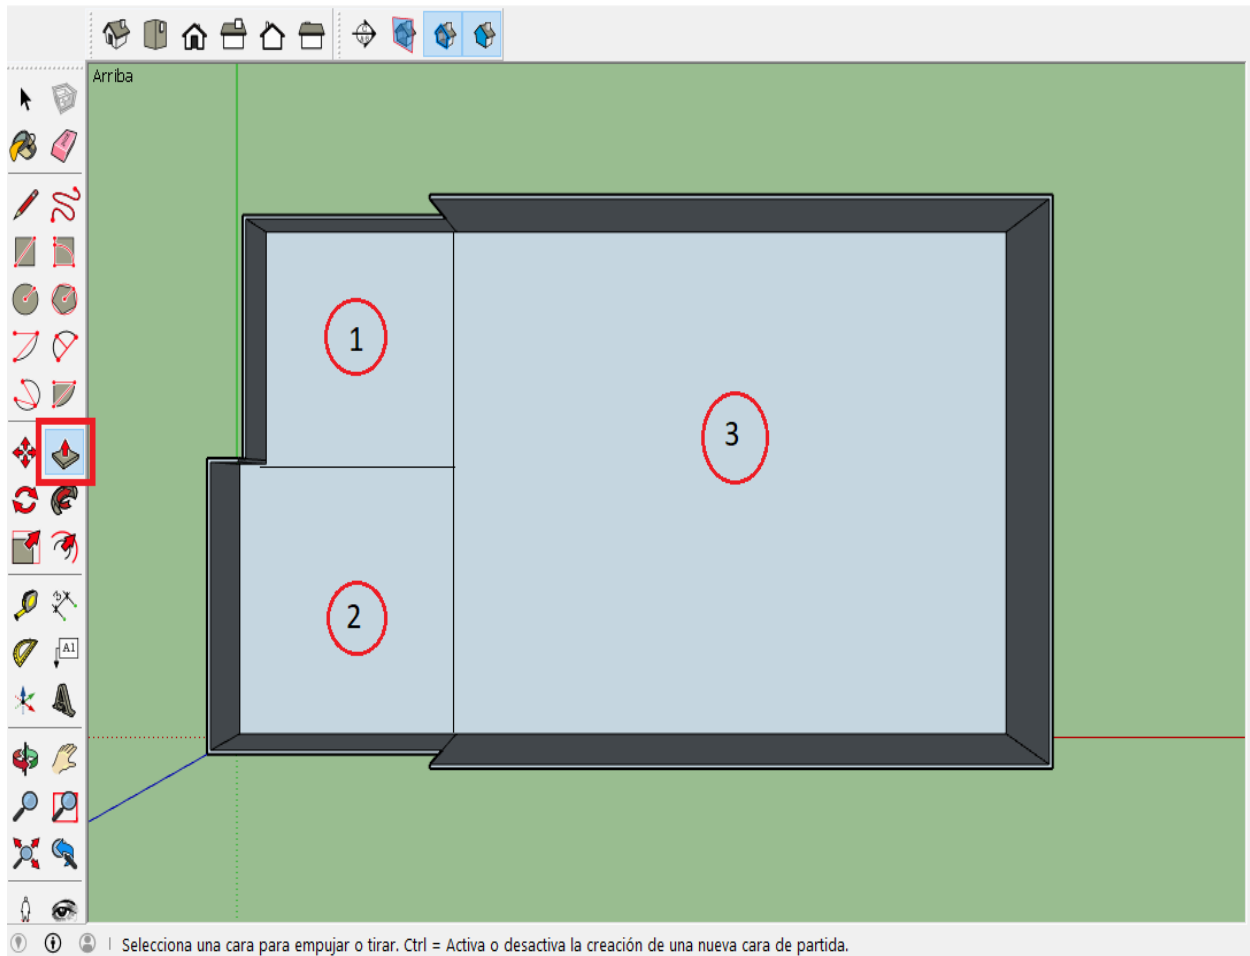 Arriba
1
3
2
A1
Selecciona una cara para empujar o tirar. Ctrl = Activa o desactiva la creación de una nueva cara de partida.